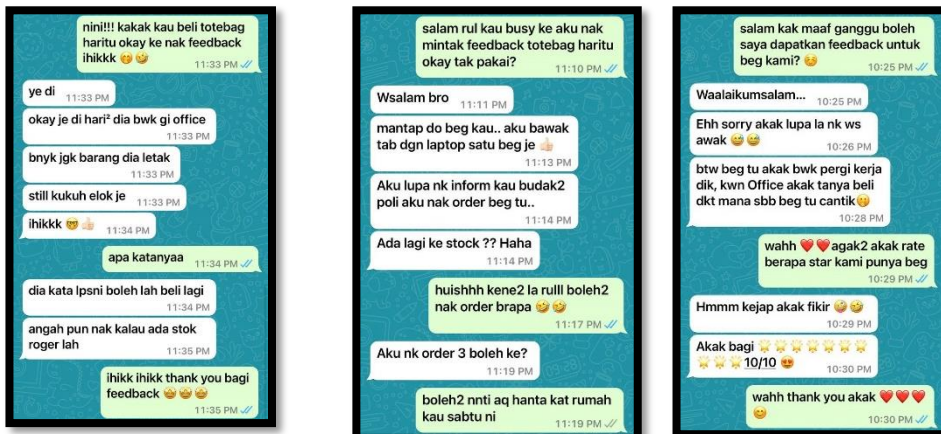 nini!!! kakak kau beli totebag
haritu okay ke nak feedback
ihikkk 🤭🤣
11:33 PM
ye di
11:33 PM
okay je di hari² dia bwk gi office
11:33 PM
bnyk jgk barang dia letak
11:33 PM
still kukuh elok je
11:33 PM
ihikkk 🤓👍🏻
11:34 PM
apa katanyaa
11:34 PM
dia kata lpsni boleh lah beli lagi
11:34 PM
angah pun nak kalau ada stok
roger lah
11:35 PM
ihikk ihikk thank you bagi
feedback 🤩🤩🤩
11:35 PM
salam rul kau busy ke aku nak
mintak feedback totebag haritu
okay tak pakai?
11:10 PM
Wsalam bro
11:11 PM
mantap do beg kau.. aku bawak
tab dgn laptop satu beg je 👍🏻
11:13 PM
Aku lupa nk inform kau budak2
poli aku nak order beg tu..
11:14 PM
Ada lagi ke stock ?? Haha
11:14 PM
huishhh kene2 la rulll boleh2
nak order brapa 🤣🤣
11:17 PM
Aku nk order 3 boleh ke?
11:19 PM
boleh2 nnti aq hanta kat rumah
kau sabtu ni
11:19 PM
salam kak maaf ganggu boleh
saya dapatkan feedback untuk
beg kami? ☺️
10:25 PM
Waalaikumsalam...
10:25 PM
Ehh sorry akak lupa la nk ws
awak 😅😅
10:26 PM
btw beg tu akak bwk pergi kerja
dik, kwn Office akak tanya beli
dkt mana sbb beg tu cantik🤭
10:28 PM
wahh ❤️❤️agak2 akak rate
berapa star kami punya beg
10:29 PM
Hmmm kejap akak fikir 🤪🤣
10:29 PM
Akak bagi 🌟🌟🌟🌟🌟🌟🌟
🌟🌟🌟10/10 😍
10:30 PM
wahh thank you akak ❤️❤️❤️
😊
10:30 PM